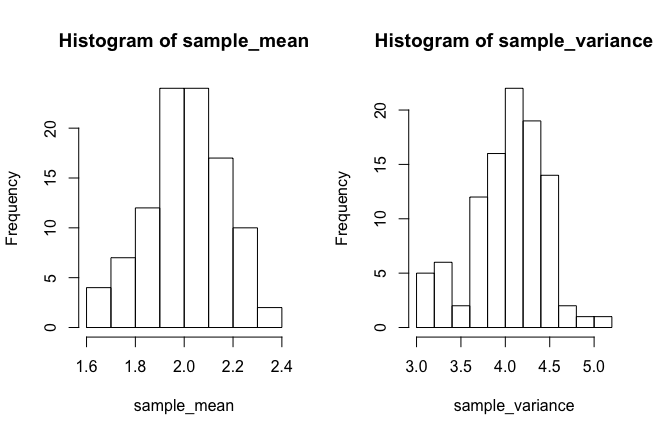 Histogram of sample_mean
Frequency
0
5
10
15
20
1.6 1.8 2.0 2.2 2.4
sample_mean
Histogram of sample_variance
Frequency
0
5
10
15
20
3.0 3.5 4.0 4.5 5.0
sample_variance